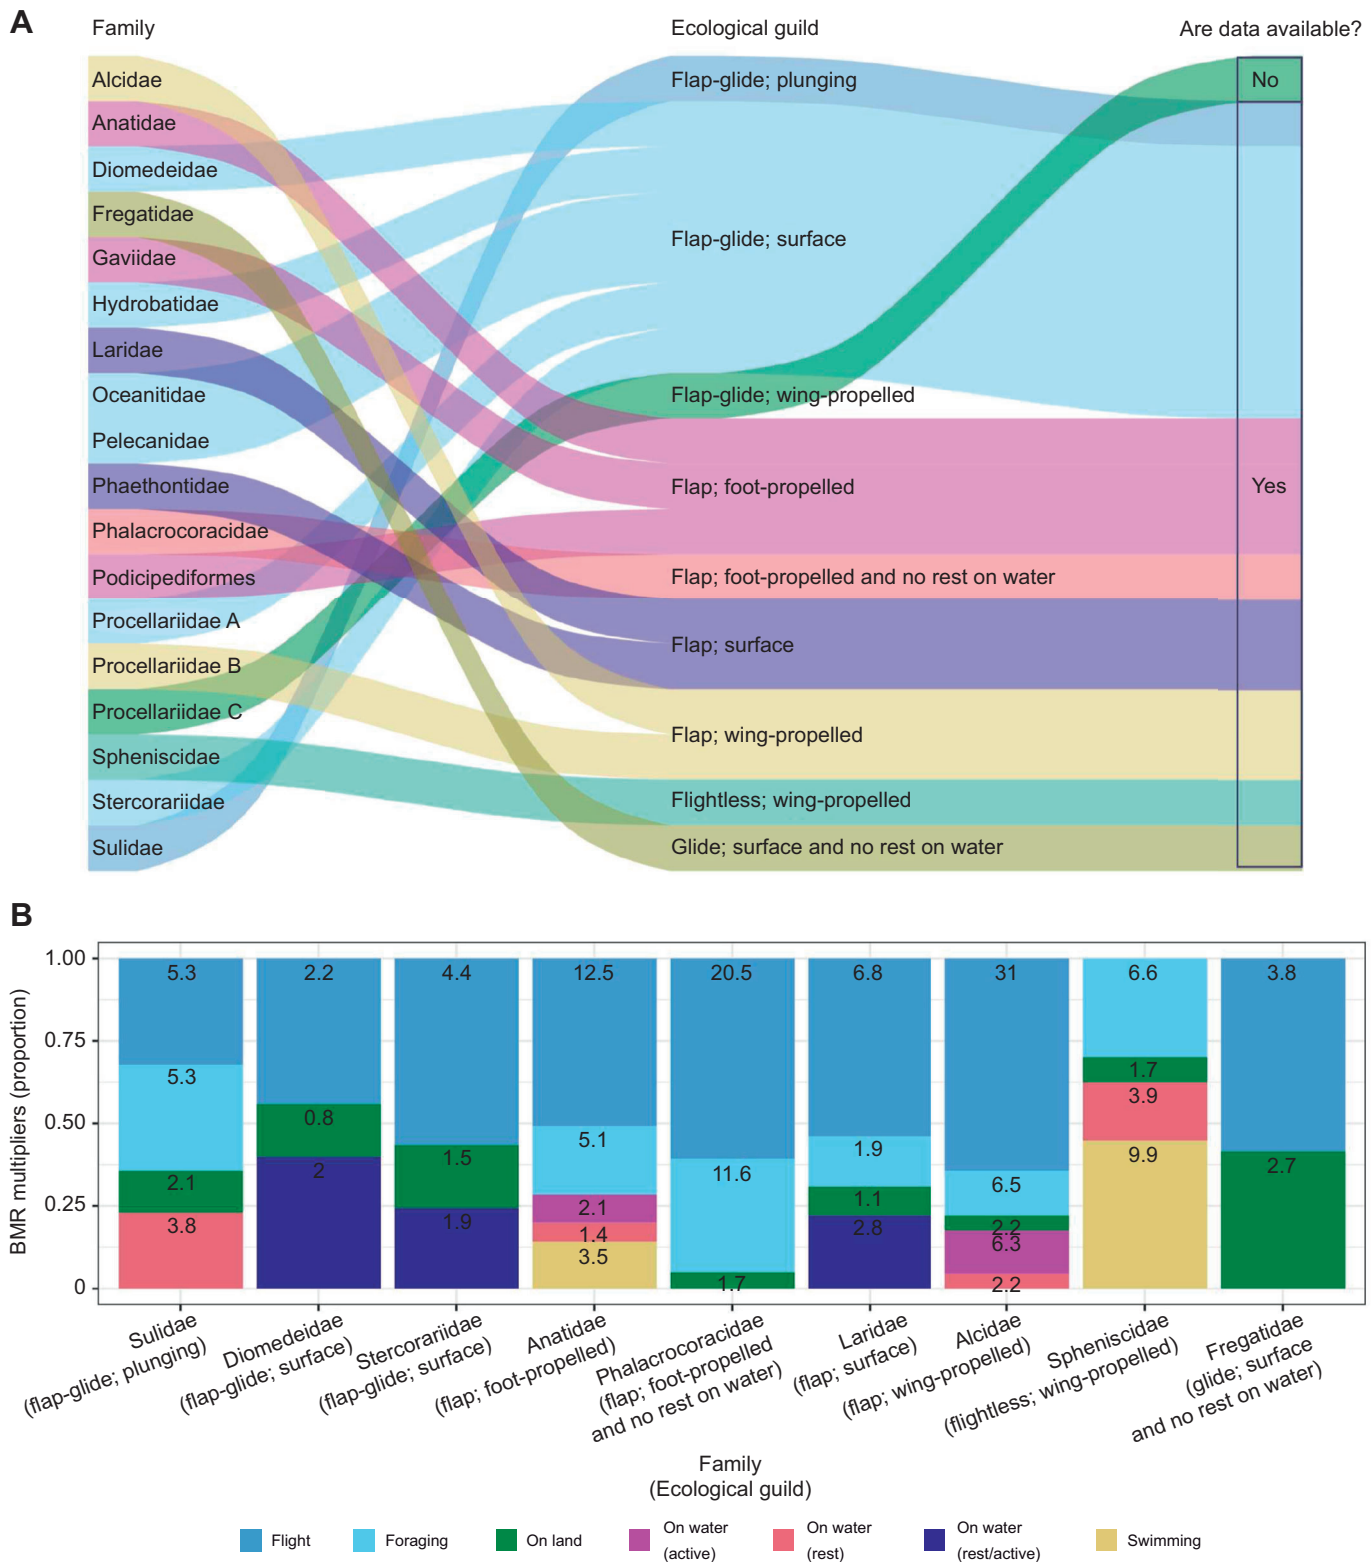 A
Family
Ecological guild
Are data available?
Alcidae
Anatidae
Diomedeidae
Fregatidae
Gaviidae
Hydrobatidae
Laridae
Oceanitidae
Pelecanidae
Phaethontidae
Phalacrocoracidae
Podicipediformes
Procellariidae A
Procellariidae B
Procellariidae C
Spheniscidae
Stercorariidae
Sulidae
Flap-glide; plunging
Flap-glide; surface
Flap-glide; wing-propelled
Flap; foot-propelled
Flap; foot-propelled and no rest on water
Flap; surface
Flap; wing-propelled
Flightless; wing-propelled
Glide; surface and no rest on water
No
Yes
B
BMR multipliers (proportion)
1.00
0.75
0.50
0.25
0
5.3
5.3
2.1
3.8
2.2
0.8
2
4.4
1.5
1.9
12.5
5.1
2.1
1.4
3.5
20.5
11.6
1.7
6.8
1.9
1.1
2.8
31
6.5
2.2
6.3
2.2
6.6
1.7
3.9
9.9
3.8
2.7
Sulidae
(flap-glide; plunging)
Diomedeidae
(flap-glide; surface)
Stercorariidae
(flap-glide; surface)
Anatidae
(flap; foot-propelled)
Phalacrocoracidae
(flap; foot-propelled
and no rest on water)
Laridae
(flap; surface)
Alcidae
(flap; wing-propelled)
Spheniscidae
(flightless; wing-propelled)
Fregatidae
(glide; surface
and no rest on water)
Family
(Ecological guild)
Flight
Foraging
On land
On water
(active)
On water
(rest)
On water
(rest/active)
Swimming